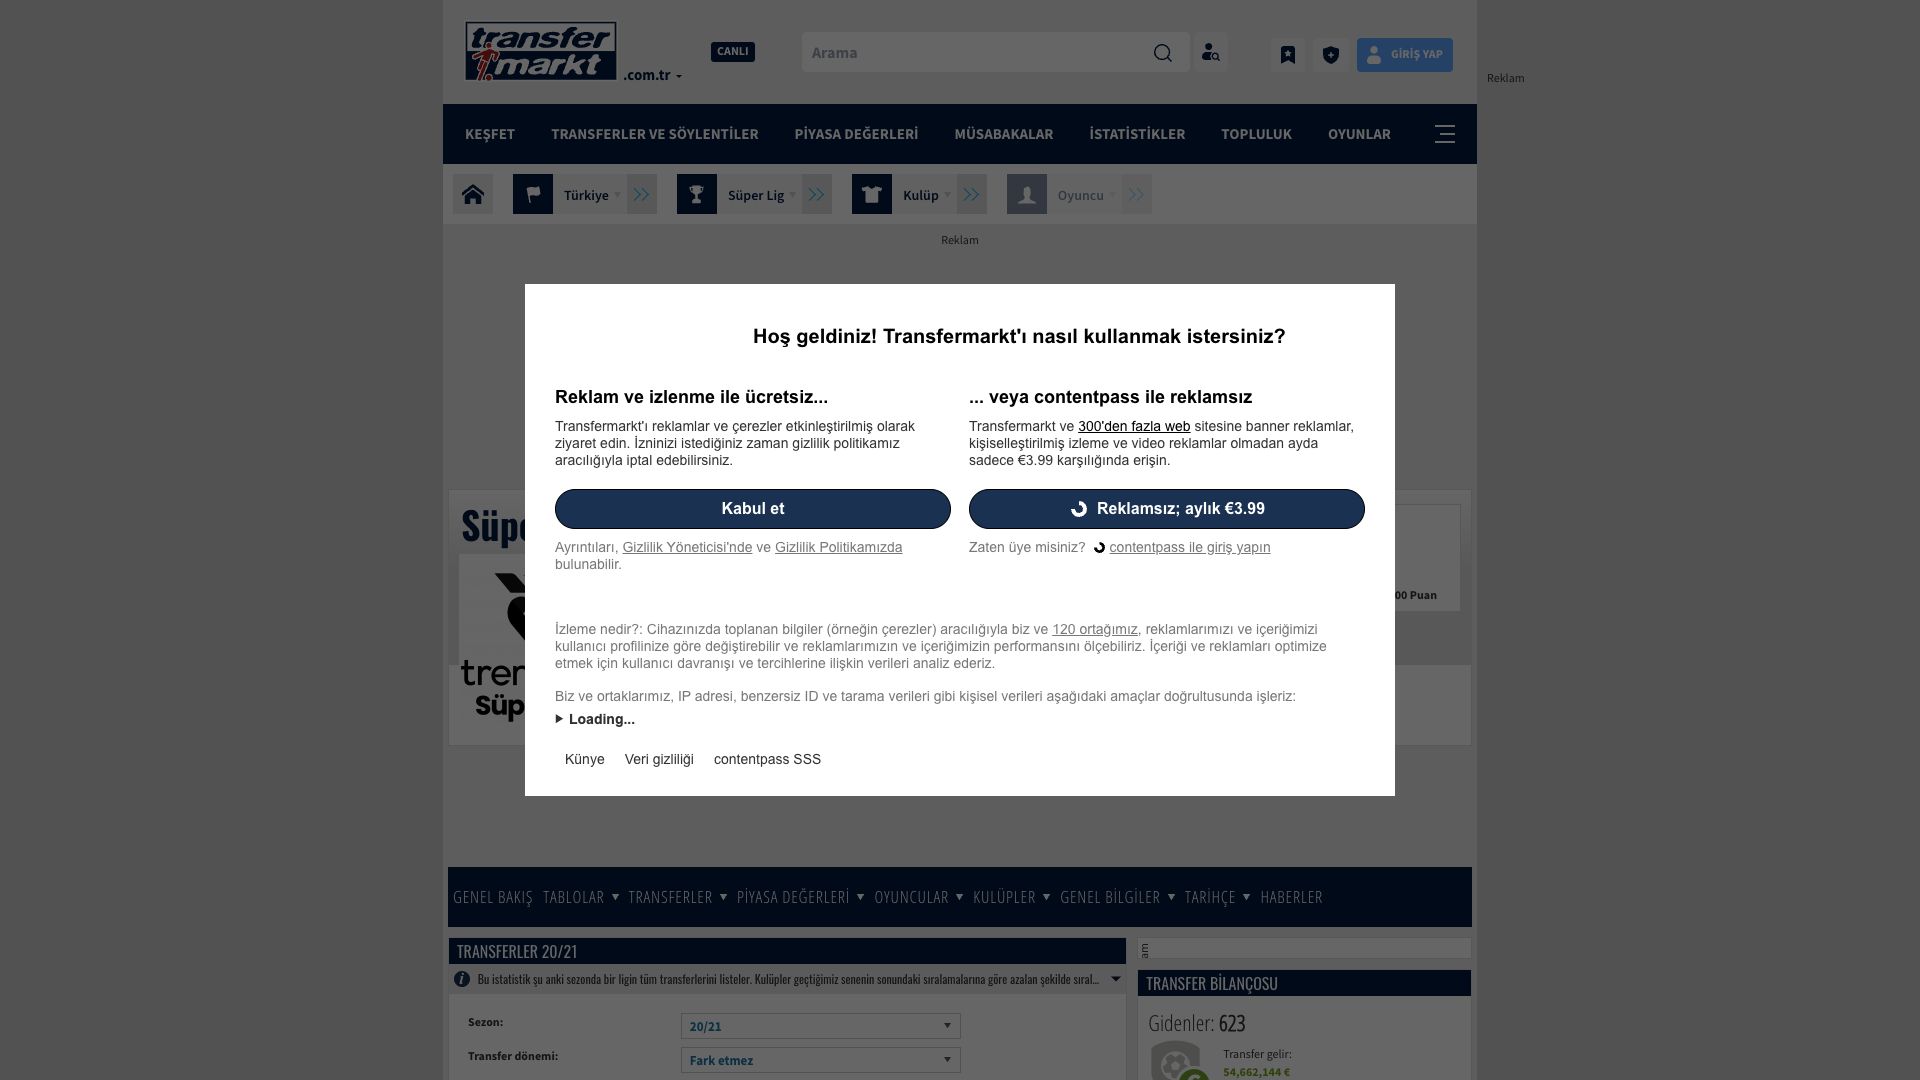 transfer
markt
.com.tr
CANLI
Arama
GİRİŞ YAP
Reklam
KEŞFET TRANSFERLER VE SÖYLENTİLER PİYASA DEĞERLERİ MÜSABAKALAR İSTATİSTİKLER TOPLULUK OYUNLAR
Türkiye Süper Lig Kulüp Oyuncu
Reklam
Hoş geldiniz! Transfermarkt'ı nasıl kullanmak istersiniz?
Reklam ve izlenme ile ücretsiz...
Transfermarkt'ı reklamlar ve çerezler etkinleştirilmiş olarak
ziyaret edin. İzninizi istediğiniz zaman gizlilik politikamız
aracılığıyla iptal edebilirsiniz.
Kabul et
Ayrıntıları, Gizlilik Yöneticisi'nde ve Gizlilik Politikamızda
bulunabilir.
... veya contentpass ile reklamsız
Transfermarkt ve 300'den fazla web sitesine banner reklamlar,
kişiselleştirilmiş izleme ve video reklamlar olmadan ayda
sadece €3.99 karşılığında erişin.
Reklamsız; aylık €3.99
Zaten üye misiniz? contentpass ile giriş yapın
İzleme nedir?: Cihazınızda toplanan bilgiler (örneğin çerezler) aracılığıyla biz ve 120 ortağımız, reklamlarımızı ve içeriğimizi
kullanıcı profilinize göre değiştirebilir ve reklamlarımızın ve içeriğimizin performansını ölçebiliriz. İçeriği ve reklamları optimize
etmek için kullanıcı davranışı ve tercihlerine ilişkin verileri analiz ederiz.
Biz ve ortaklarımız, IP adresi, benzersiz ID ve tarama verileri gibi kişisel verileri aşağıdaki amaçlar doğrultusunda işleriz:
Loading...
Künye Veri gizliliği contentpass SSS
00 Puan
GENEL BAKIŞ TABLOLAR TRANSFERLER PİYASA DEĞERLERİ OYUNCULAR KULÜPLER GENEL BİLGİLER TARİHÇE HABERLER
TRANSFERLER 20/21
Bu istatistik şu anki sezonda bir ligin tüm transferlerini listeler. Kulüpler geçtiğimiz senenin sonundaki sıralamalarına göre azalan şekilde sıral...
Sezon: 20/21
Transfer dönemi: Fark etmez
TRANSFER BİLANÇOSU
Gidenler: 623
Transfer gelir:
54,662,144 €